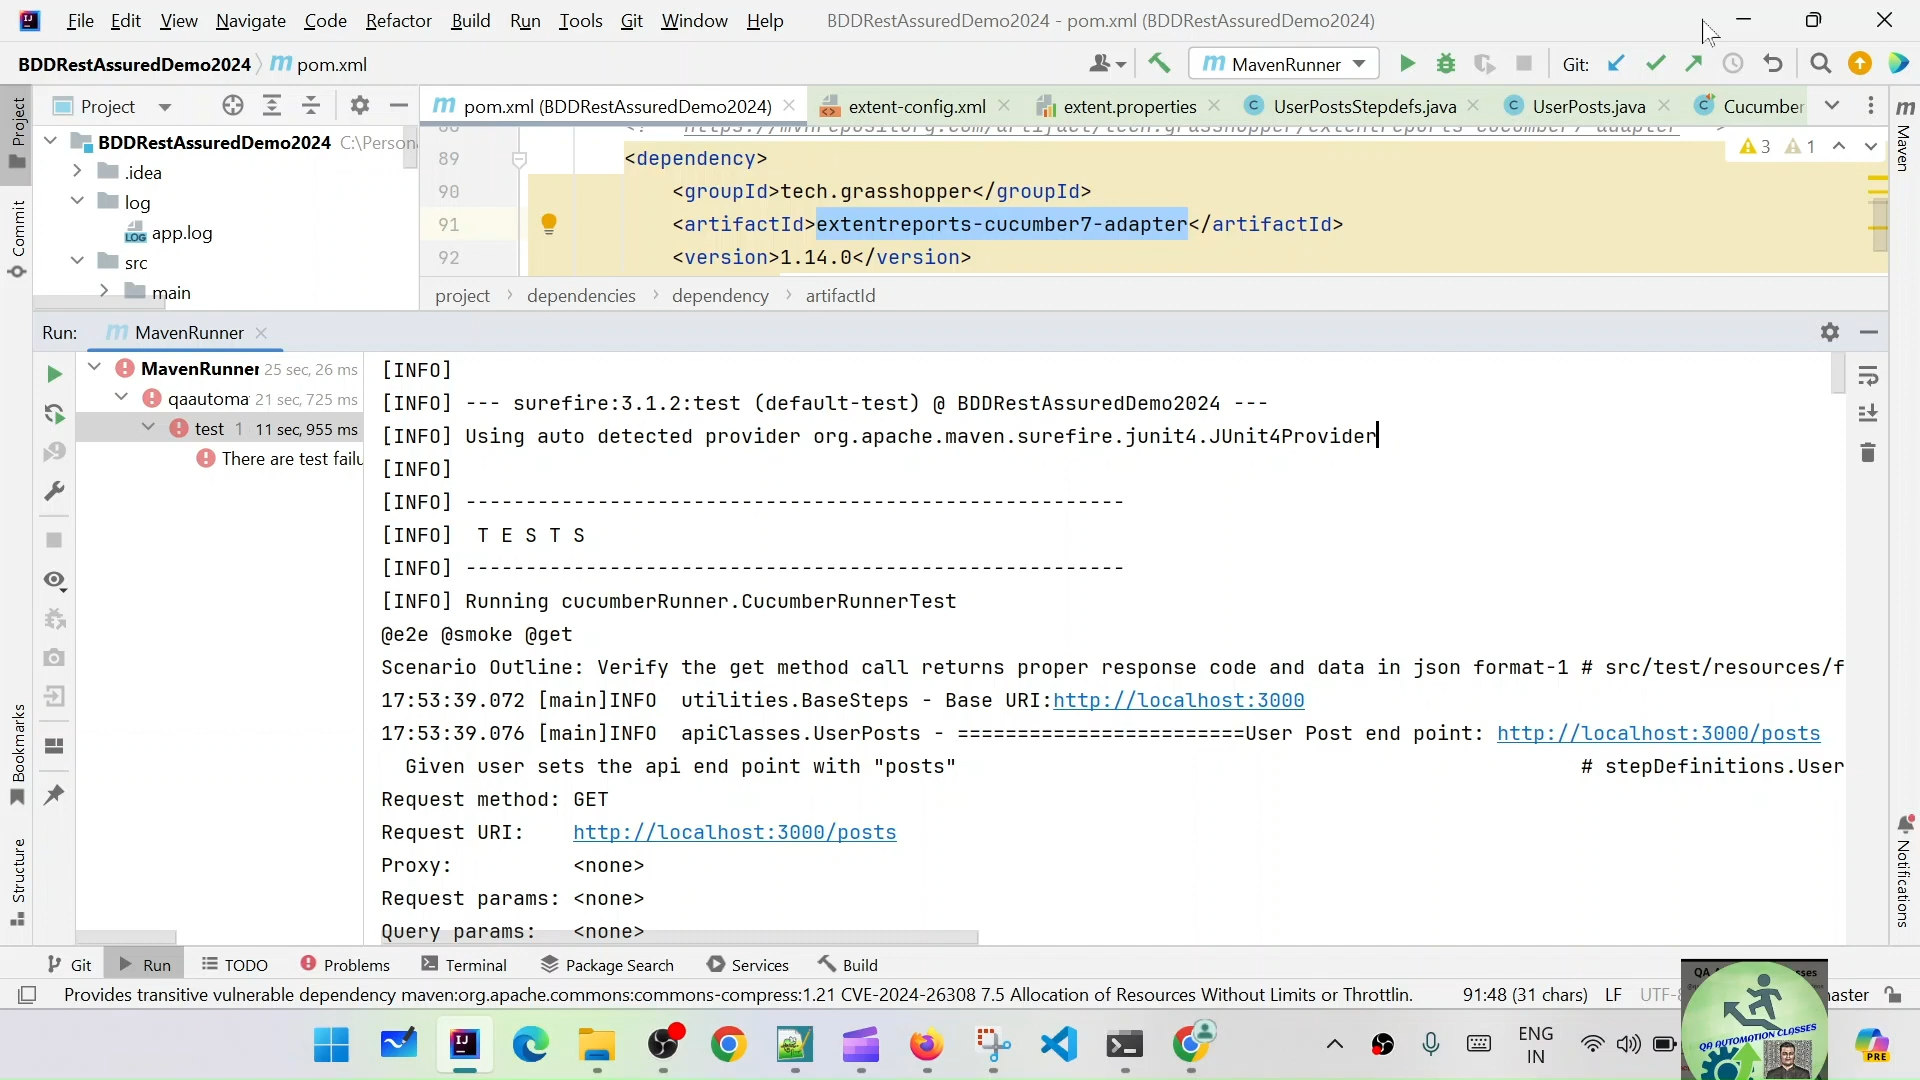 File Edit View Navigate Code Refactor Build Run Tools Git Window Help BDDRestAssuredDemo2024 - pom.xml (BDDRestAssuredDemo2024)
BDDRestAssuredDemo2024 m pom.xml m MavenRunner Git:
Project
Project pom.xml (BDDRestAssuredDemo2024) extent-config.xml extent.properties UserPostsStepdefs.java UserPosts.java Cucumber
BDDRestAssuredDemo2024 C:\Person
.idea
log
app.log
src
main
89 <dependency>
90 <groupId>tech.grasshopper</groupId>
91 <artifactId>extentreports-cucumber7-adapter</artifactId>
92 <version>1.14.0</version>
3 1
project dependencies dependency artifactId
Maven
Commit
Run: MavenRunner
MavenRunner 25 sec, 26 ms
qaautoma 21 sec, 725 ms
test 1 11 sec, 955 ms
There are test failu
[INFO]
[INFO] --- surefire:3.1.2:test (default-test) @ BDDRestAssuredDemo2024 ---
[INFO] Using auto detected provider org.apache.maven.surefire.junit4.JUnit4Provider
[INFO]
[INFO] -------------------------------------------------------
[INFO]  T E S T S
[INFO] -------------------------------------------------------
[INFO] Running cucumberRunner.CucumberRunnerTest
@e2e @smoke @get
Scenario Outline: Verify the get method call returns proper response code and data in json format-1 # src/test/resources/f
17:53:39.072 [main]INFO  utilities.BaseSteps - Base URI:http://localhost:3000
17:53:39.076 [main]INFO  apiClasses.UserPosts - ========================User Post end point: http://localhost:3000/posts
Given user sets the api end point with "posts" # stepDefinitions.User
Request method: GET
Request URI: http://localhost:3000/posts
Proxy: <none>
Request params: <none>
Query params: <none>
Bookmarks
Structure
Notifications
Git Run TODO Problems Terminal Package Search Services Build
Provides transitive vulnerable dependency maven:org.apache.commons:commons-compress:1.21 CVE-2024-26308 7.5 Allocation of Resources Without Limits or Throttlin. 91:48 (31 chars) LF UTF-8 master
QA AUTOMATION CLASSES
ENG
IN
PRE